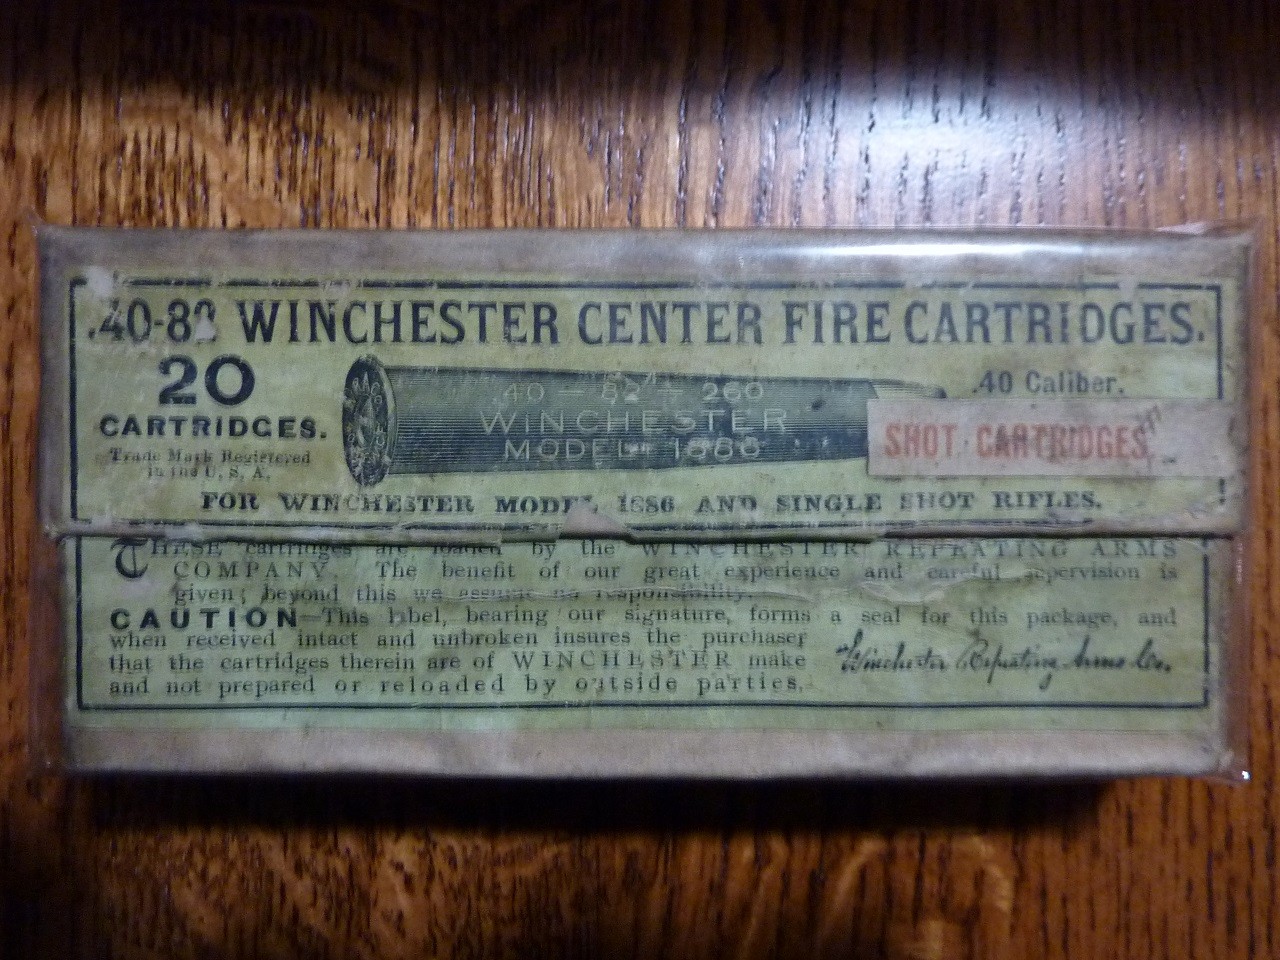 .40-82 WINCHESTER CENTER FIRE CARTRIDGES.
20
CARTRIDGES.
Trade Mark Registered
in the U. S. A.
.40 - 82 - 260
WINCHESTER
MODEL 1886
.40 Caliber.
SHOT CARTRIDGES
FOR WINCHESTER MODEL 1886 AND SINGLE SHOT RIFLES.
THESE cartridges are loaded by the WINCHESTER REPEATING ARMS
COMPANY. The benefit of our great experience and careful supervision is
given; beyond this we assume no responsibility.
CAUTION—This label, bearing our signature, forms a seal for this package, and
when received intact and unbroken insures the purchaser
that the cartridges therein are of WINCHESTER make
and not prepared or reloaded by outside parties.
Winchester Repeating Arms Co.